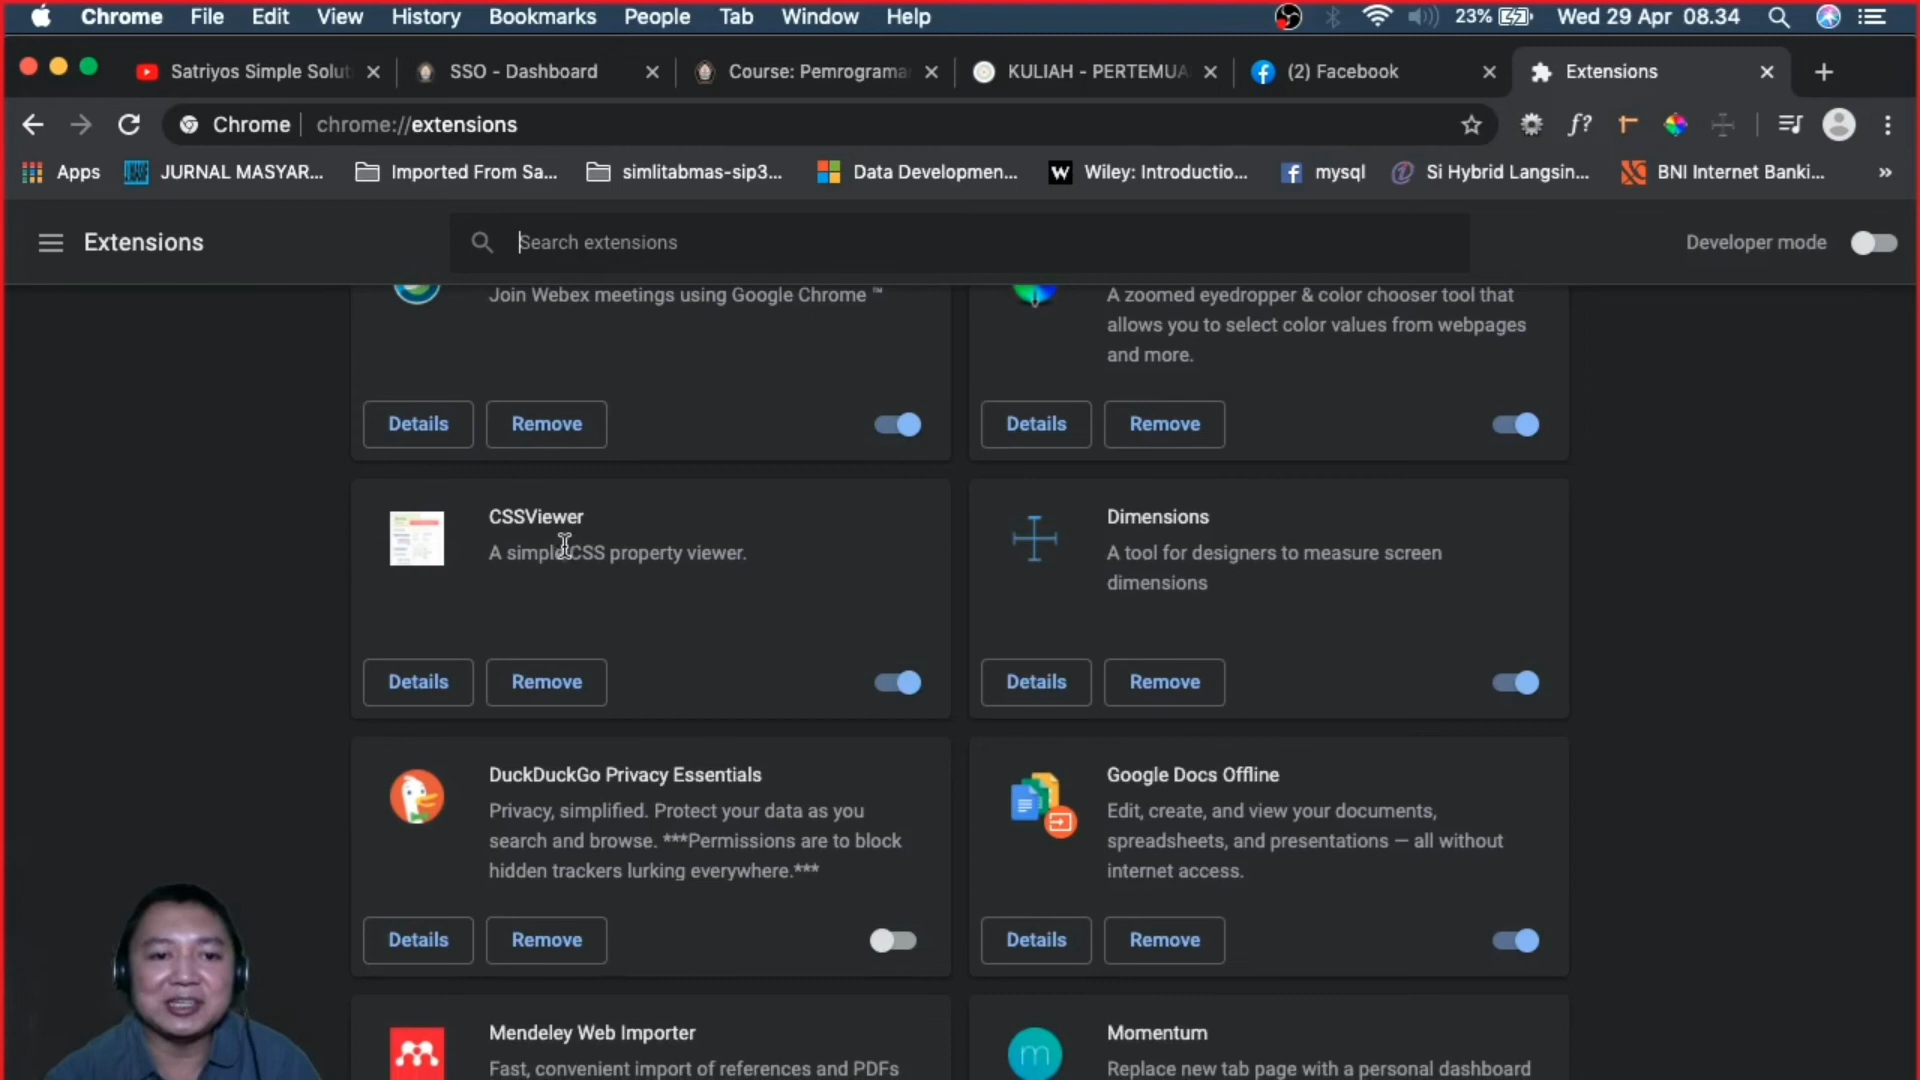 Chrome File Edit View History Bookmarks People Tab Window Help 23% Wed 29 Apr 08.34
Satriyos Simple Solut SSO - Dashboard Course: Pemrograma KULIAH - PERTEMUA (2) Facebook Extensions
Chrome chrome://extensions f?
Apps JURNAL MASYAR... Imported From Sa... simlitabmas-sip3... Data Developmen... W Wiley: Introductio... mysql Si Hybrid Langsin... BNI Internet Banki... »
Extensions Search extensions Developer mode
Join Webex meetings using Google Chrome ™
A zoomed eyedropper & color chooser tool that
allows you to select color values from webpages
and more.
Details Remove Details Remove
CSSViewer
A simple CSS property viewer.
Dimensions
A tool for designers to measure screen
dimensions
Details Remove Details Remove
DuckDuckGo Privacy Essentials
Privacy, simplified. Protect your data as you
search and browse. ***Permissions are to block
hidden trackers lurking everywhere.***
Google Docs Offline
Edit, create, and view your documents,
spreadsheets, and presentations — all without
internet access.
Details Remove Details Remove
Mendeley Web Importer
Fast, convenient import of references and PDFs
m
Momentum
Replace new tab page with a personal dashboard